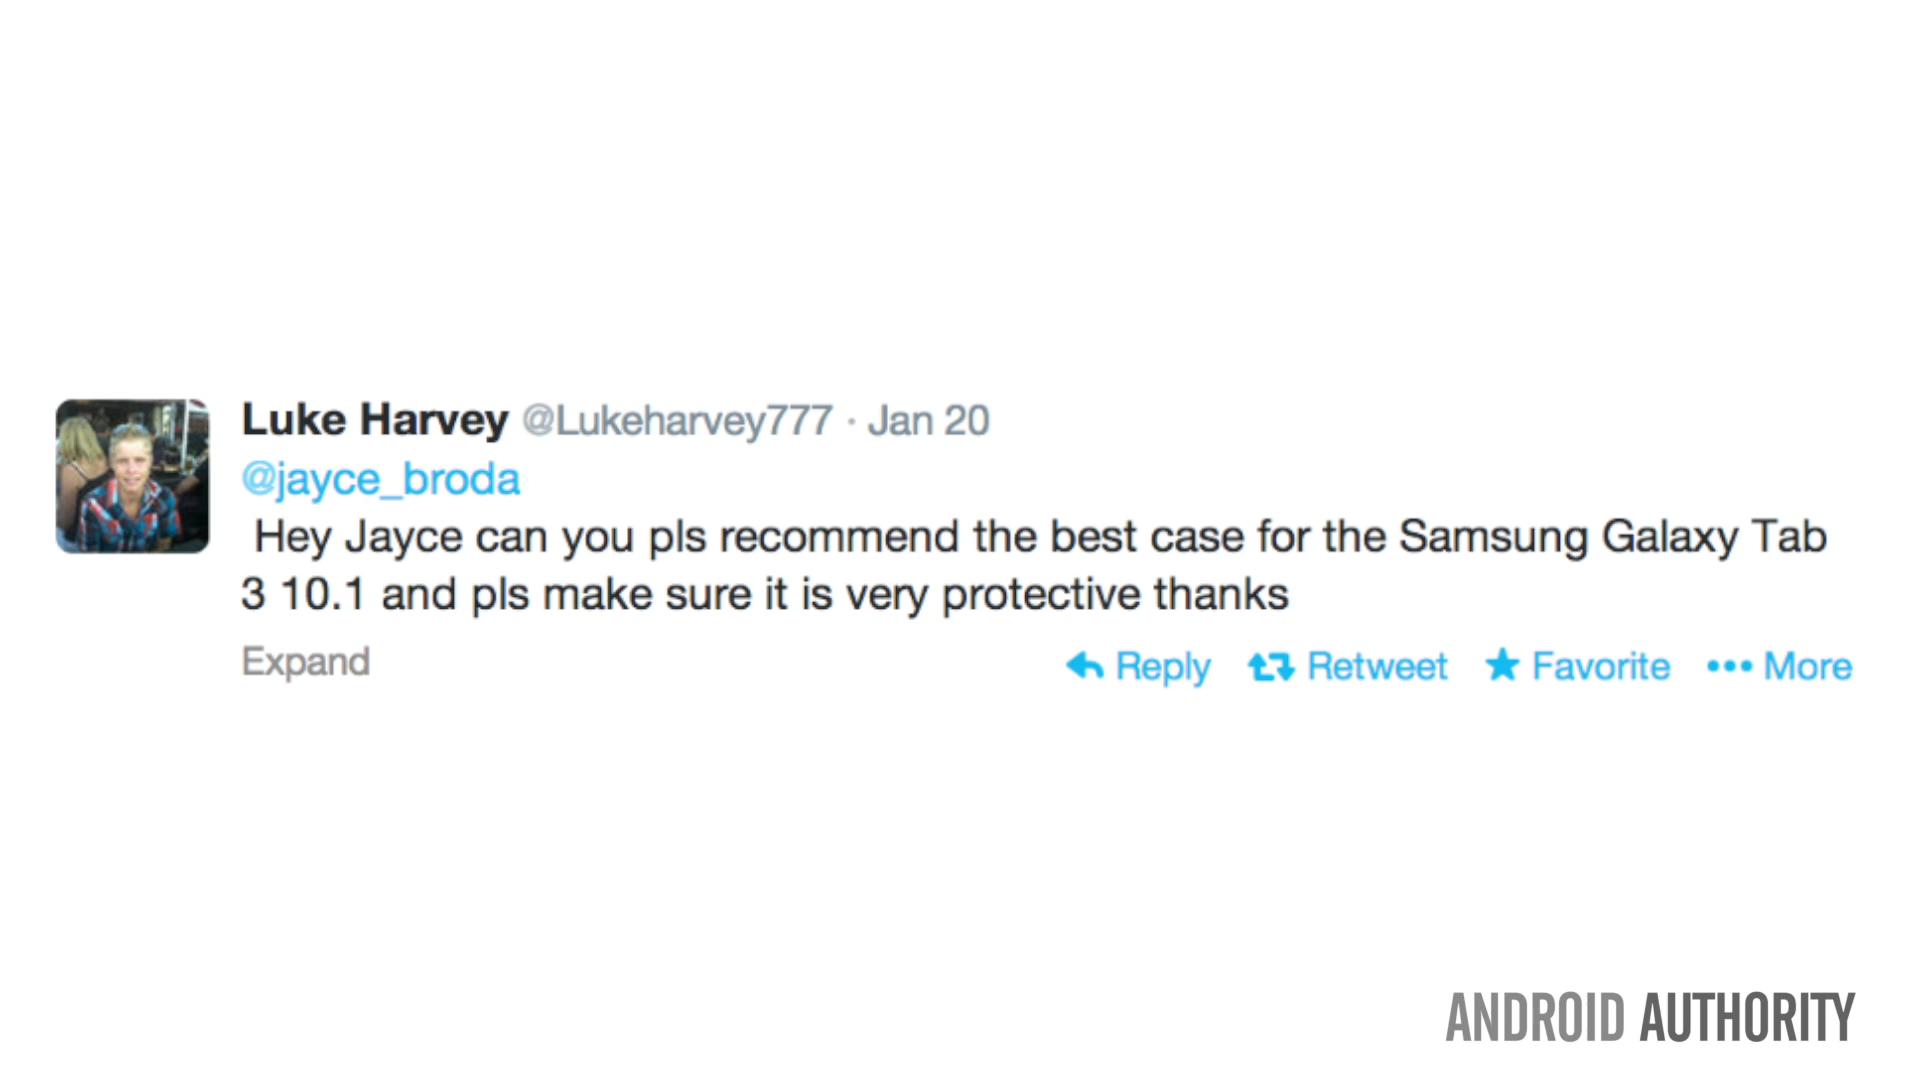 Luke Harvey @Lukeharvey777 · Jan 20
@jayce_broda
Hey Jayce can you pls recommend the best case for the Samsung Galaxy Tab
3 10.1 and pls make sure it is very protective thanks
Expand
Reply Retweet Favorite More
ANDROID AUTHORITY